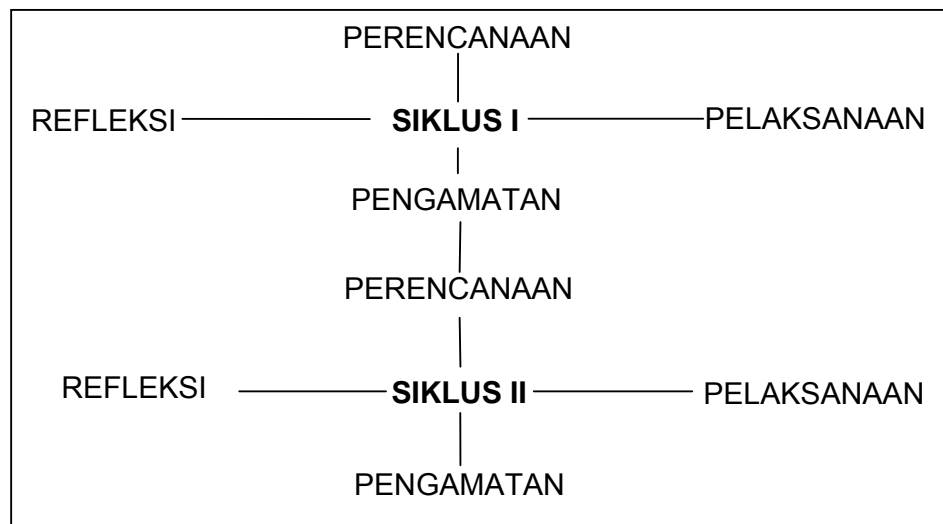 PERENCANAAN
REFLEKSI SIKLUS I PELAKSANAAN
PENGAMATAN
PERENCANAAN
REFLEKSI SIKLUS II PELAKSANAAN
PENGAMATAN